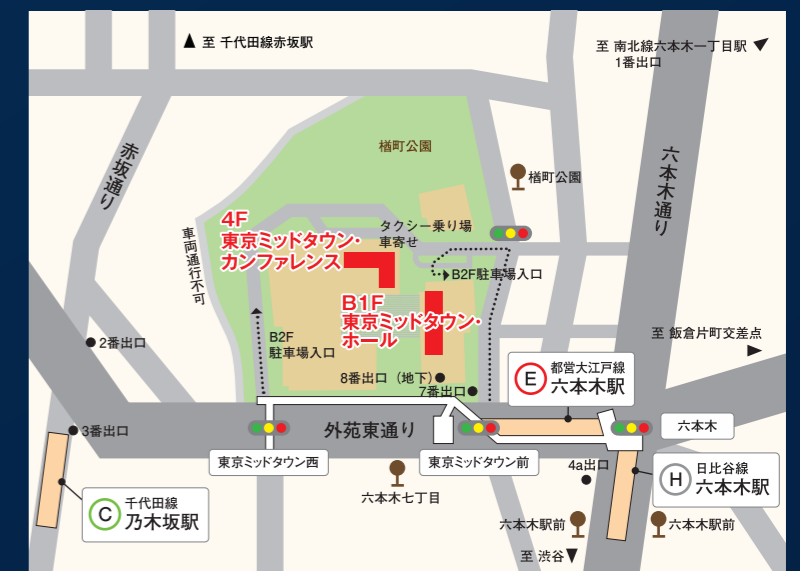 至 千代田線赤坂駅
至 南北線六本木一丁目駅
1番出口
赤坂通り
六本木通り
檜町公園
檜町公園
4F
東京ミッドタウン・
カンファレンス
タクシー乗り場
車寄せ
車両通行不可
B2F駐車場入口
B1F
東京ミッドタウン・
ホール
B2F
駐車場入口
2番出口
至 飯倉片町交差点
8番出口（地下）
7番出口
E
都営大江戸線
六本木駅
3番出口
外苑東通り
六本木
東京ミッドタウン西
東京ミッドタウン前
4a出口
H
日比谷線
六本木駅
C
千代田線
乃木坂駅
六本木七丁目
六本木駅前
六本木駅前
至 渋谷